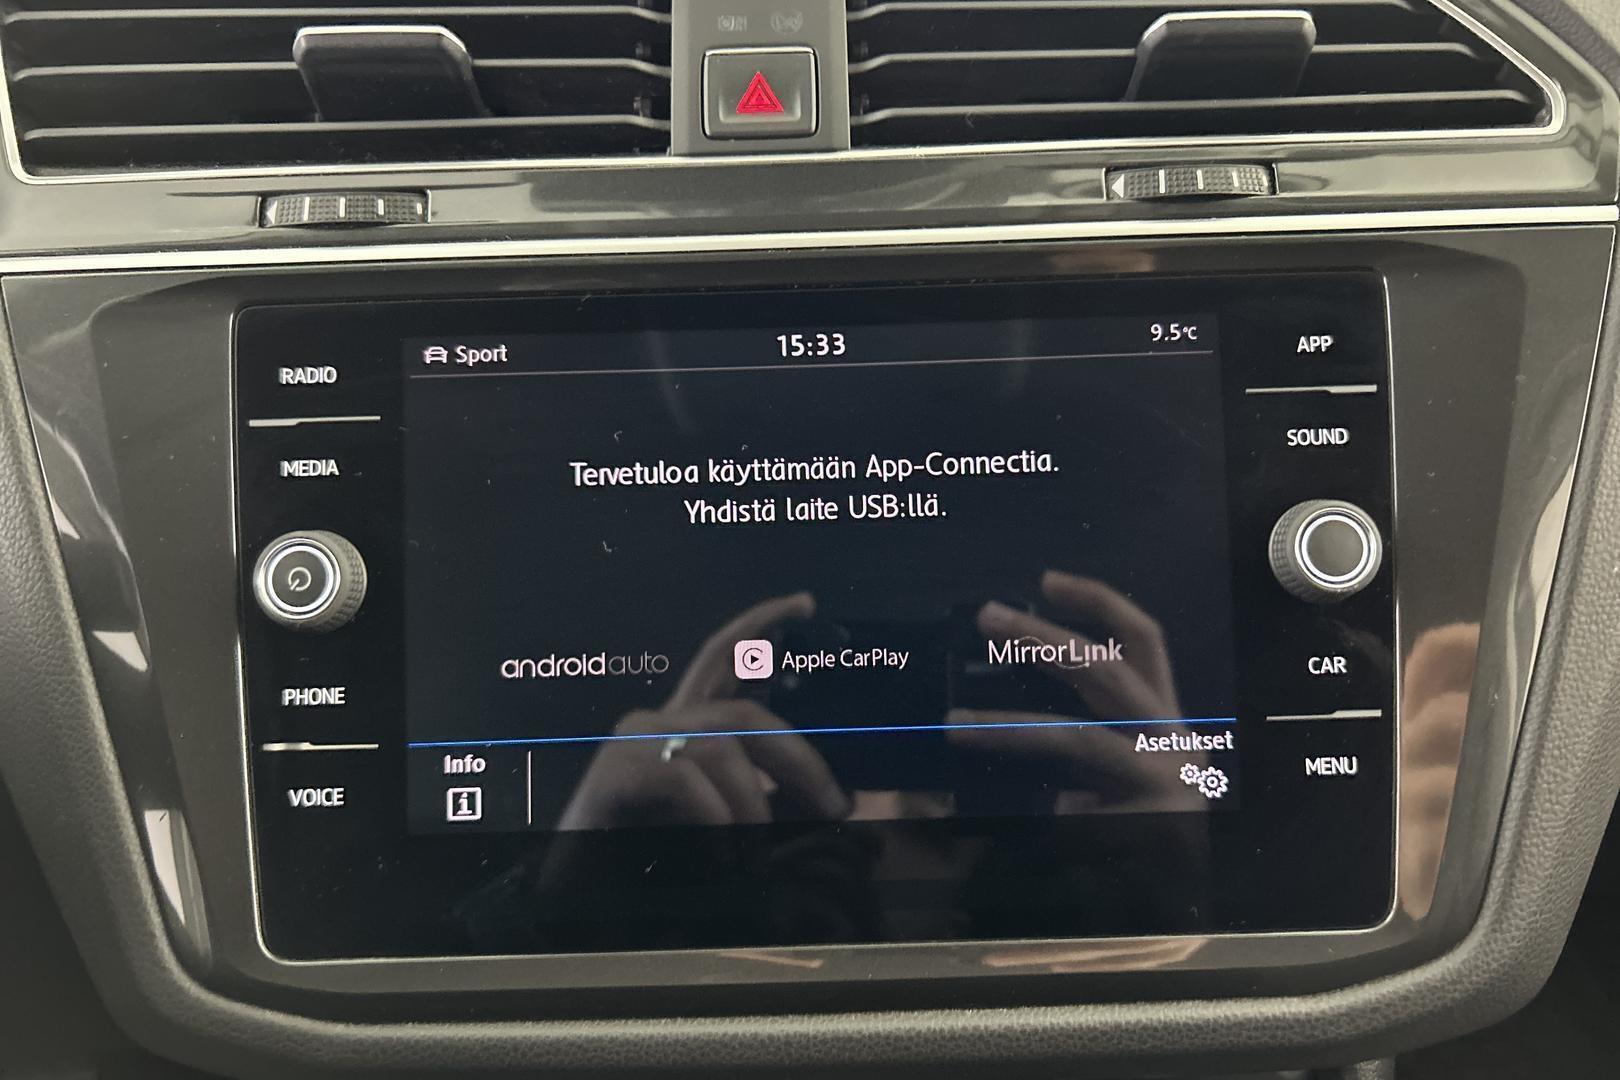 Sport
15:33
9.5°C
RADIO
MEDIA
PHONE
VOICE
Tervetuloa käyttämään App-Connectia.
Yhdistä laite USB:llä.
androidauto
Apple CarPlay
MirrorLink
Info
i
Asetukset
APP
SOUND
CAR
MENU